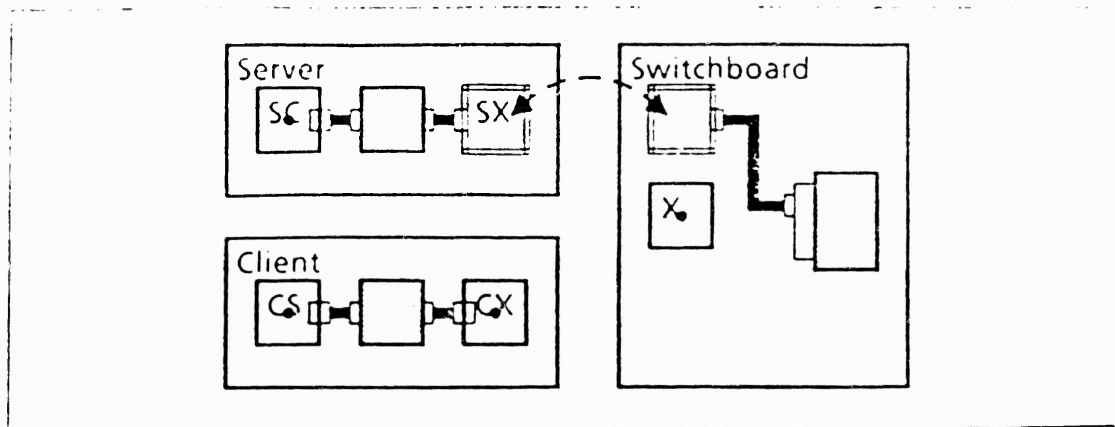 Server
SC
SX
Switchboard
X
Client
CS
CX